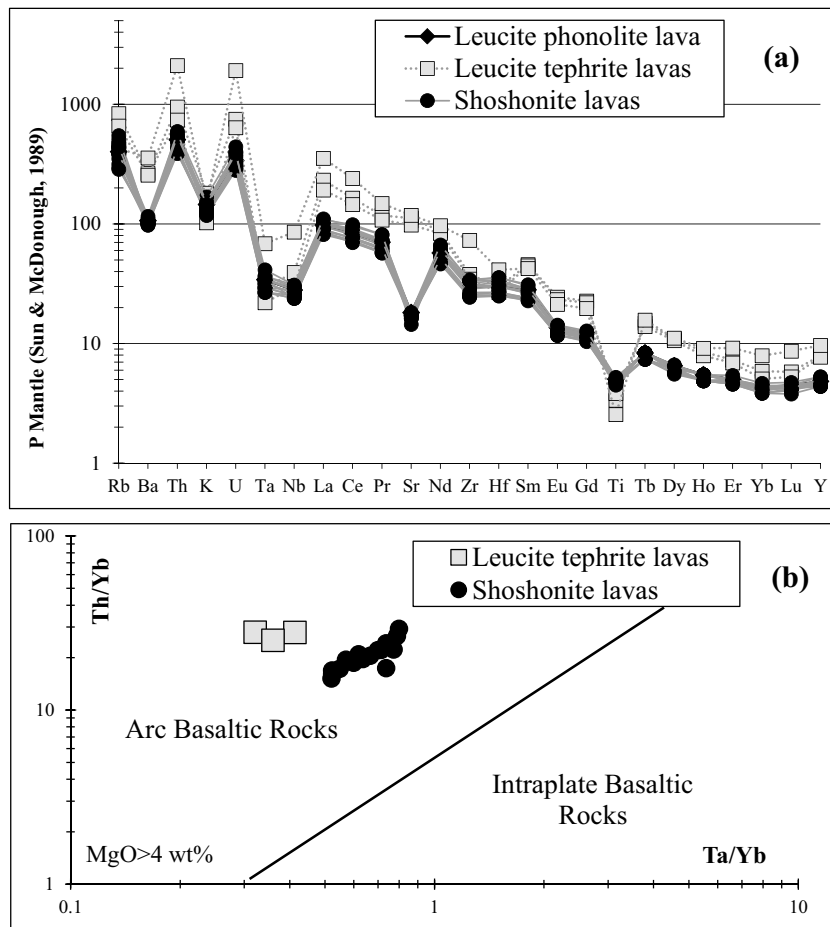 Leucite phonolite lava
Leucite tephrite lavas
Shoshonite lavas
(a)
P Mantle (Sun & McDonough, 1989)
1000
100
10
1
Rb Ba Th K U Ta Nb La Ce Pr Sr Nd Zr Hf Sm Eu Gd Ti Tb Dy Ho Er Yb Lu Y
Leucite tephrite lavas
Shoshonite lavas
(b)
Th/Yb
100
10
1
Arc Basaltic Rocks
Intraplate Basaltic
Rocks
MgO>4 wt%
Ta/Yb
0.1 1 10